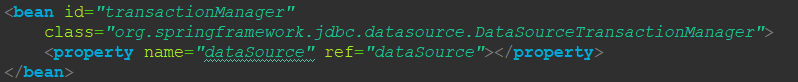 <bean id="transactionManager"
class="org.springframework.jdbc.datasource.DataSourceTransactionManager">
<property name="dataSource" ref="dataSource"></property>
</bean>